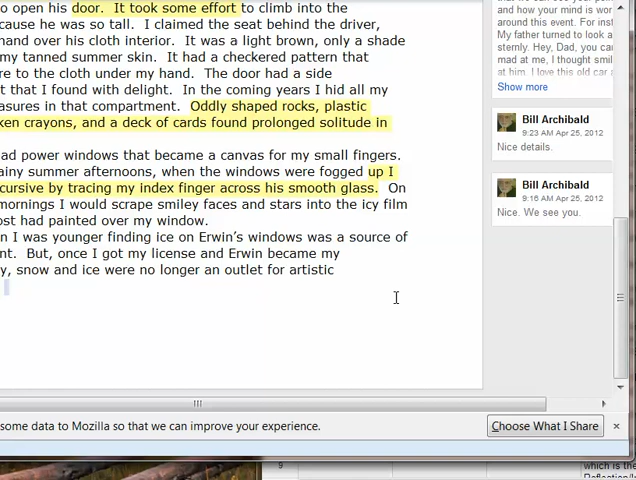 o open his door. It took some effort to climb into the
cause he was so tall. I claimed the seat behind the driver,
hand over his cloth interior. It was a light brown, only a shade
my tanned summer skin. It had a checkered pattern that
re to the cloth under my hand. The door had a side
t that I found with delight. In the coming years I hid all my
asures in that compartment. Oddly shaped rocks, plastic
ken crayons, and a deck of cards found prolonged solitude in
ad power windows that became a canvas for my small fingers.
ainy summer afternoons, when the windows were fogged up I
cursive by tracing my index finger across his smooth glass. On
mornings I would scrape smiley faces and stars into the icy film
ost had painted over my window.
n I was younger finding ice on Erwin's windows was a source of
nt. But, once I got my license and Erwin became my
y, snow and ice were no longer an outlet for artistic
and how your mind is wor
around this event. For inst
My father turned to look a
sternly. Hey, Dad, you ca
mad at me, I thought smil
at him. I love this old car
Show more
Bill Archibald
9:23 AM Apr 25, 2012
Nice details.
Bill Archibald
9:16 AM Apr 25, 2012
Nice. We see you.
some data to Mozilla so that we can improve your experience.
Choose What I Share
9
which is the